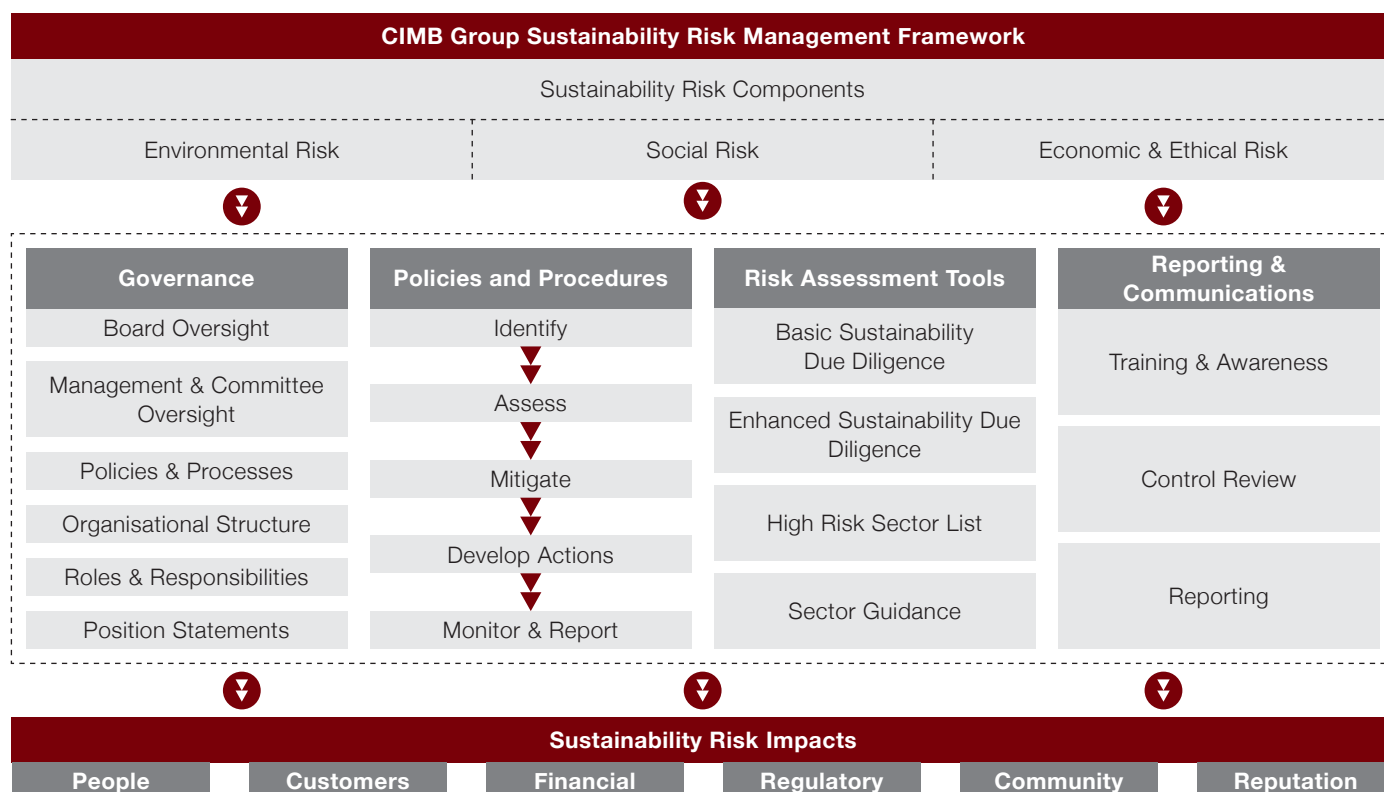 CIMB Group Sustainability Risk Management Framework
Sustainability Risk Components
Environmental Risk
Social Risk
Economic & Ethical Risk
Governance
Board Oversight
Management & Committee
Oversight
Policies & Processes
Organisational Structure
Roles & Responsibilities
Position Statements
Policies and Procedures
Identify
Assess
Mitigate
Develop Actions
Monitor & Report
Risk Assessment Tools
Basic Sustainability
Due Diligence
Enhanced Sustainability Due
Diligence
High Risk Sector List
Sector Guidance
Reporting &
Communications
Training & Awareness
Control Review
Reporting
Sustainability Risk Impacts
People
Customers
Financial
Regulatory
Community
Reputation